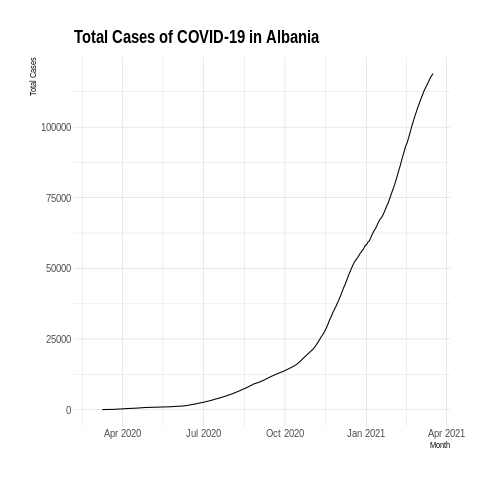 Total Cases of COVID-19 in Albania
Total Cases
100000
75000
50000
25000
0
Apr 2020
Jul 2020
Oct 2020
Jan 2021
Apr 2021
Month